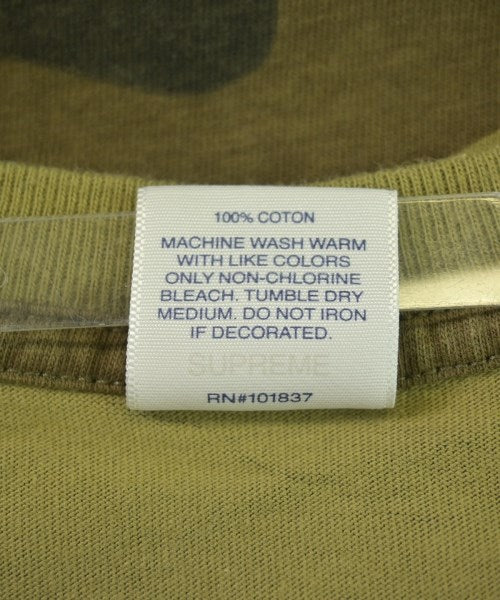 100% COTON
MACHINE WASH WARM
WITH LIKE COLORS
ONLY NON-CHLORINE
BLEACH. TUMBLE DRY
MEDIUM. DO NOT IRON
IF DECORATED.
SUPREME
RN#101837